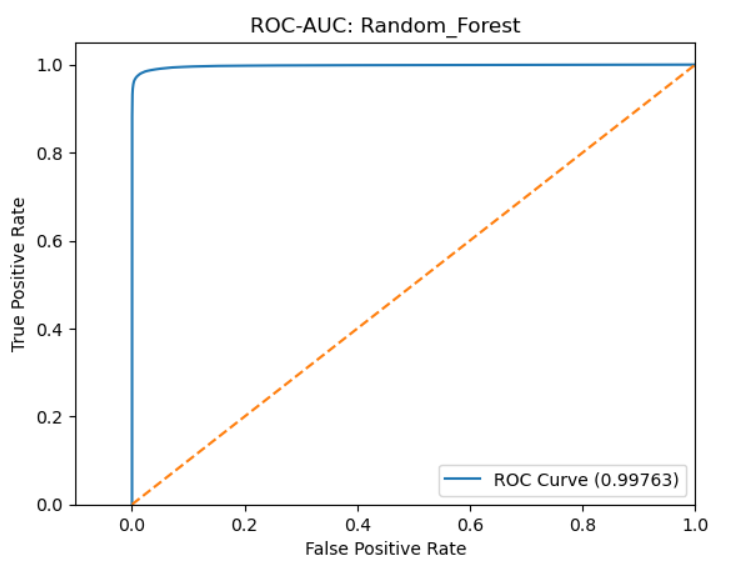 ROC-AUC: Random_Forest
True Positive Rate
1.0
0.8
0.6
0.4
0.2
0.0
ROC Curve (0.99763)
0.0 0.2 0.4 0.6 0.8 1.0
False Positive Rate